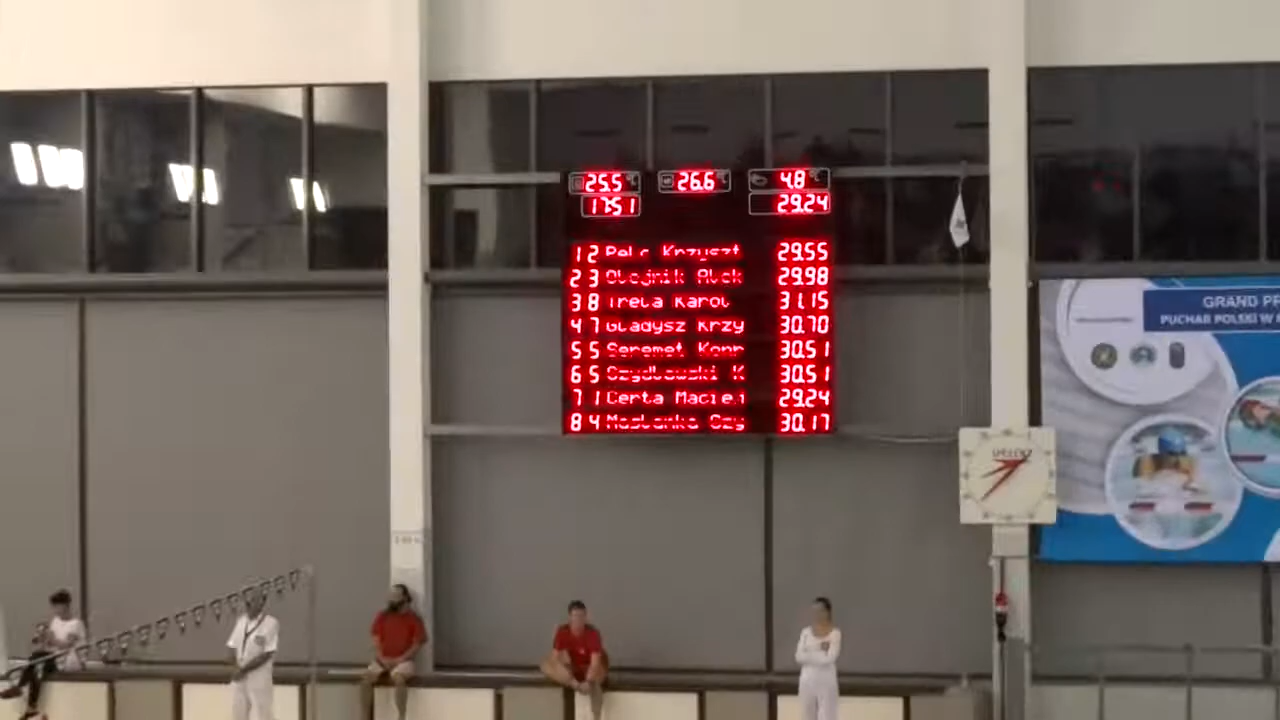 25.5 °C 26.6 °C 4.8 °C
17:51 29.24
1 2 Pelc Krzyszt 29.55
2 3 Olejnik Alek 29.98
3 8 Trela Karol 31.15
4 7 Gladysz Krzy 30.70
5 5 Seremet Konr 30.51
6 5 Szydlowski K 30.51
7 1 Certa Maciej 29.24
8 4 Maslanka Szy 30.17
GRAND PR
PUCHAR POLSKI W